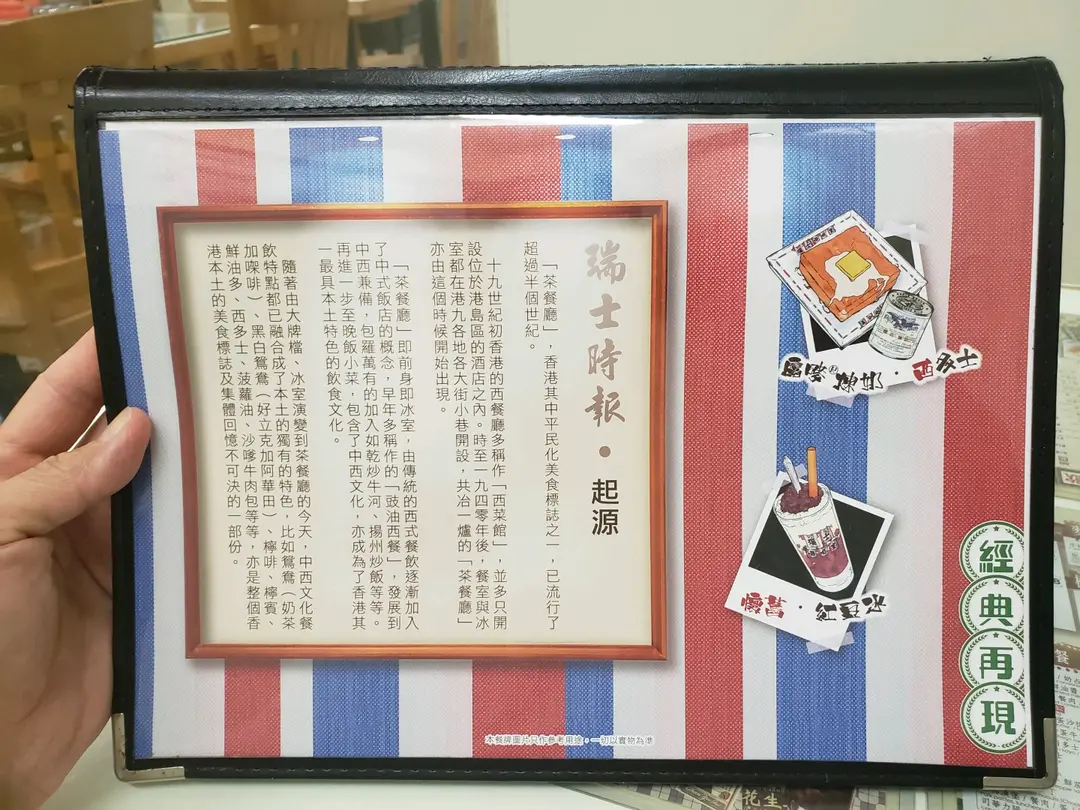 瑞士時報・起源
「茶餐廳」，香港其中平民化美食標誌之一，已流行了
超過半個世紀。
十九世紀初香港的西餐廳多稱作「西菜館」，並多只開
設位於港島區的酒店之內。時至一九四零年後，餐室與冰
室都在港九各地各大街小巷開設，共冶一爐的「茶餐廳」
亦由這個時候開始出現。
「茶餐廳」即前身即冰室，由傳統的西式餐飲逐漸加入
了中式飯店的概念，早年多稱作的「豉油西餐」，發展到
中西兼備，包羅萬有的加入如乾炒牛河、揚州炒飯等等。
再進一步至晚飯小菜，包含了中西文化，亦成為了香港其
一最具本土特色的飲食文化。
隨著由大牌檔、冰室演變到茶餐廳的今天，中西文化餐
飲特點都已融合成了本土的獨有的特色，比如鴛鴦（奶茶
加㗎啡）、黑白鴛鴦（好立克加阿華田）、檸啡、檸賓、
鮮油多、西多士、菠蘿油、沙嗲牛肉包等等，亦是整個香
港本土的美食標誌及集體回憶不可決的一部份。
煉奶・西多士
懷舊・紅豆冰
經典再現
本餐牌圖片只作參考用途，一切以實物為準
花生